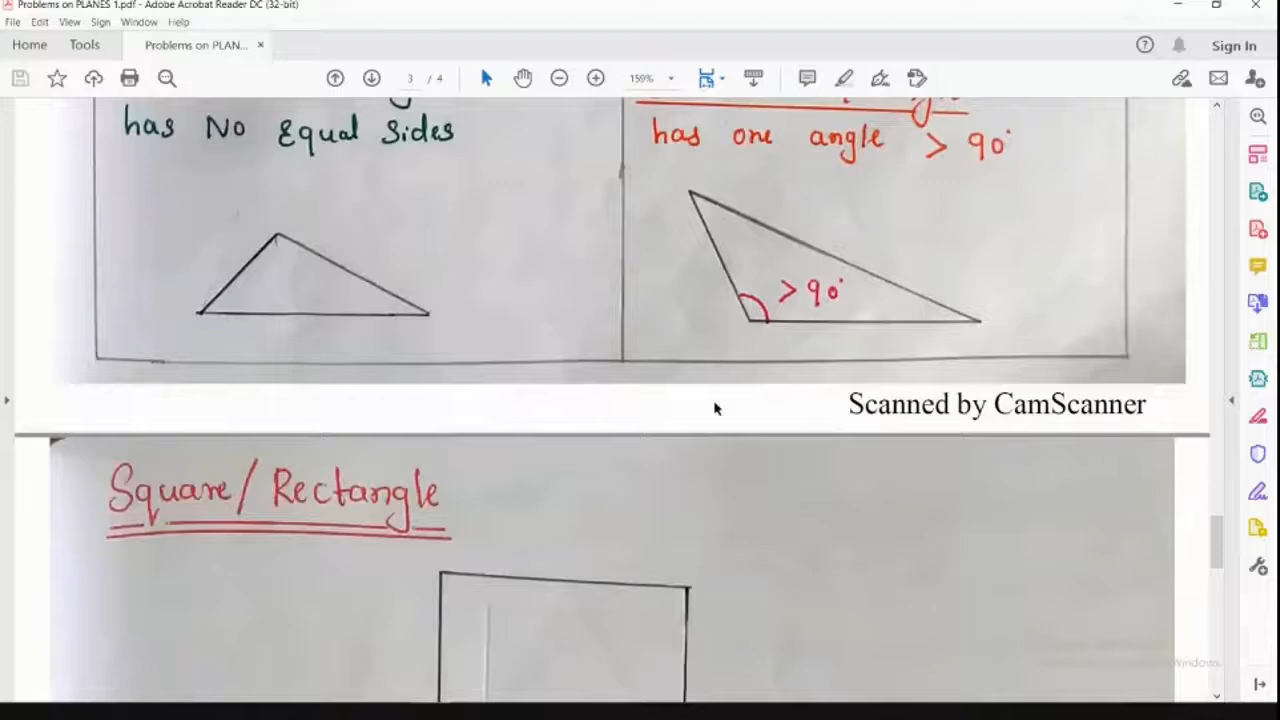 Problems on PLANES 1.pdf - Adobe Acrobat Reader DC (32-bit)
File Edit View Sign Window Help
Home Tools Problems on PLAN... × Sign In
3 / 4 159%
has No Equal Sides
has one angle > 90°
> 90°
Scanned by CamScanner
Square/Rectangle
Windows.